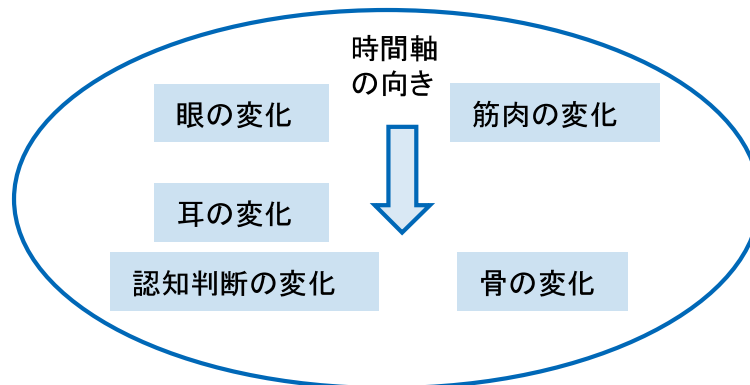 時間軸
の向き
眼の変化
筋肉の変化
耳の変化
認知判断の変化
骨の変化